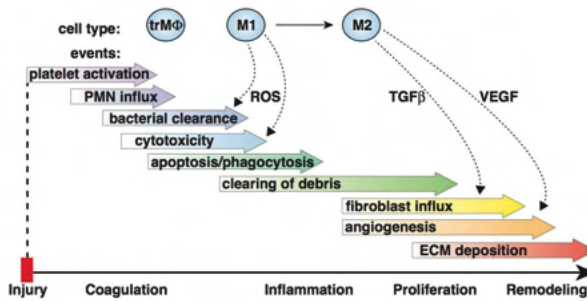 cell type: trMΦ M1 M2
events:
platelet activation
PMN influx
ROS
TGFβ VEGF
bacterial clearance
cytotoxicity
apoptosis/phagocytosis
clearing of debris
fibroblast influx
angiogenesis
ECM deposition
Injury Coagulation Inflammation Proliferation Remodeling